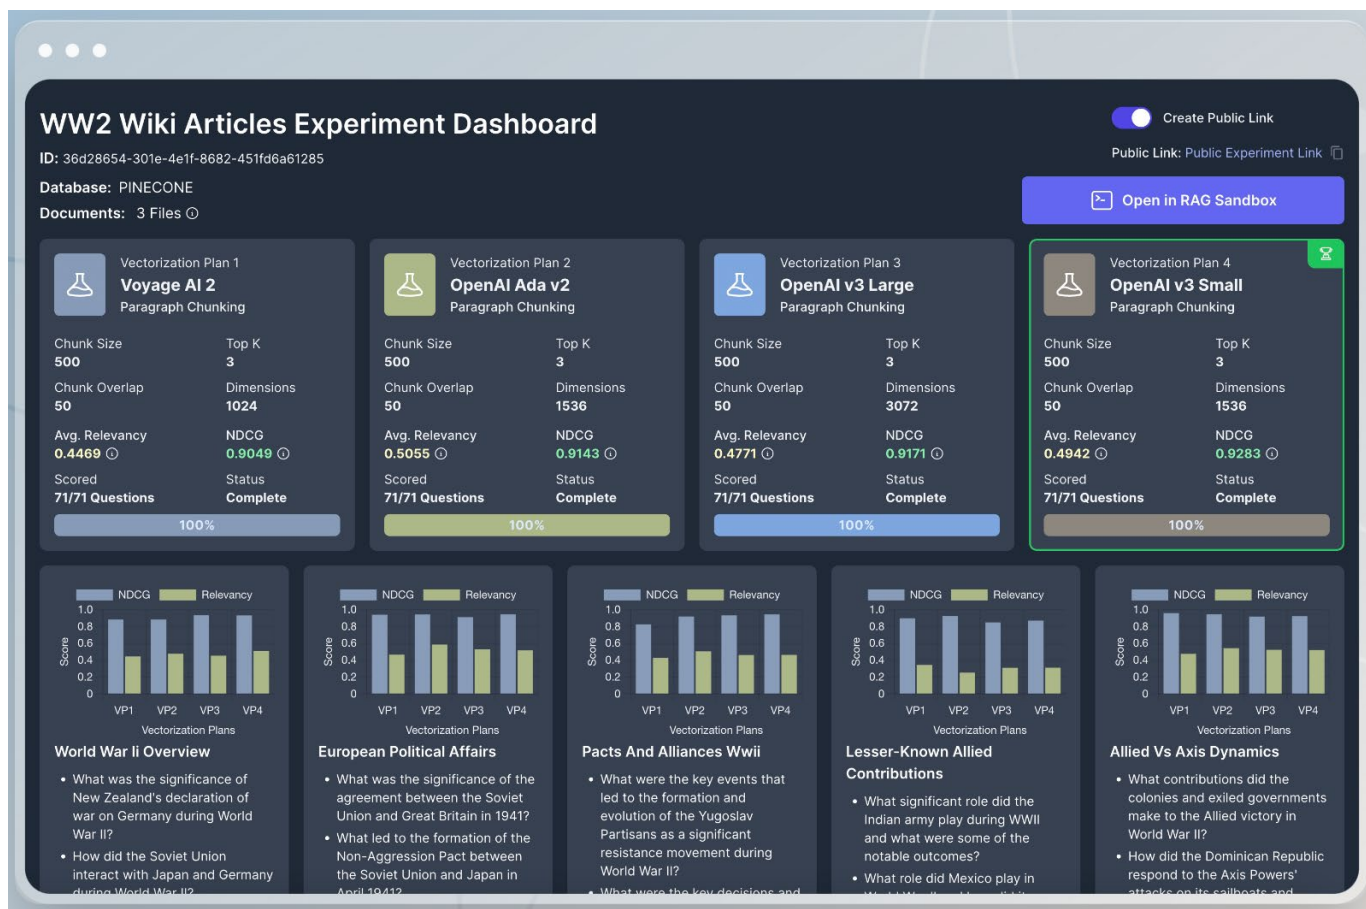 WW2 Wiki Articles Experiment Dashboard
ID: 36d28654-301e-4e1f-8682-451fd6a61285
Database: PINECONE
Documents: 3 Files
Create Public Link
Public Link: Public Experiment Link
Open in RAG Sandbox
Vectorization Plan 1
Voyage AI 2
Paragraph Chunking
Chunk Size
Top K
500
3
Chunk Overlap
Dimensions
50
1024
Avg. Relevancy
NDCG
0.4469
0.9049
Scored
Status
71/71 Questions
Complete
100%
Vectorization Plan 2
OpenAI Ada v2
Paragraph Chunking
Chunk Size
Top K
500
3
Chunk Overlap
Dimensions
50
1536
Avg. Relevancy
NDCG
0.5055
0.9143
Scored
Status
71/71 Questions
Complete
100%
Vectorization Plan 3
OpenAI v3 Large
Paragraph Chunking
Chunk Size
Top K
500
3
Chunk Overlap
Dimensions
50
3072
Avg. Relevancy
NDCG
0.4771
0.9171
Scored
Status
71/71 Questions
Complete
100%
Vectorization Plan 4
OpenAI v3 Small
Paragraph Chunking
Chunk Size
Top K
500
3
Chunk Overlap
Dimensions
50
1536
Avg. Relevancy
NDCG
0.4942
0.9283
Scored
Status
71/71 Questions
Complete
100%
NDCG Relevancy
Score
1.0
0.8
0.6
0.4
0.2
0
VP1 VP2 VP3 VP4
Vectorization Plans
World War Ii Overview
• What was the significance of
New Zealand's declaration of
war on Germany during World
War II?
• How did the Soviet Union
interact with Japan and Germany
during World War II?
NDCG Relevancy
Score
1.0
0.8
0.6
0.4
0.2
0
VP1 VP2 VP3 VP4
Vectorization Plans
European Political Affairs
• What was the significance of the
agreement between the Soviet
Union and Great Britain in 1941?
• What led to the formation of the
Non-Aggression Pact between
the Soviet Union and Japan in
April 1941?
NDCG Relevancy
Score
1.0
0.8
0.6
0.4
0.2
0
VP1 VP2 VP3 VP4
Vectorization Plans
Pacts And Alliances Wwii
• What were the key events that
led to the formation and
evolution of the Yugoslav
Partisans as a significant
resistance movement during
World War II?
• What were the key decisions and
NDCG Relevancy
Score
1.0
0.8
0.6
0.4
0.2
0
VP1 VP2 VP3 VP4
Vectorization Plans
Lesser-Known Allied
Contributions
• What significant role did the
Indian army play during WWII
and what were some of the
notable outcomes?
• What role did Mexico play in
NDCG Relevancy
Score
1.0
0.8
0.6
0.4
0.2
0
VP1 VP2 VP3 VP4
Vectorization Plans
Allied Vs Axis Dynamics
• What contributions did the
colonies and exiled governments
make to the Allied victory in
World War II?
• How did the Dominican Republic
respond to the Axis Powers'
attacks on its sailboats and